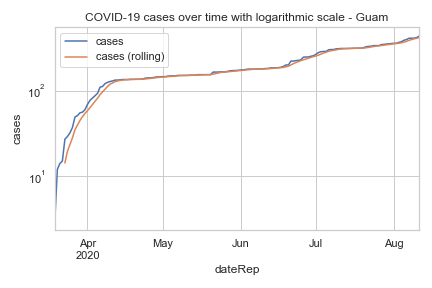 COVID-19 cases over time with logarithmic scale - Guam
cases
cases (rolling)
10²
10¹
cases
Apr
2020
May
Jun
Jul
Aug
dateRep